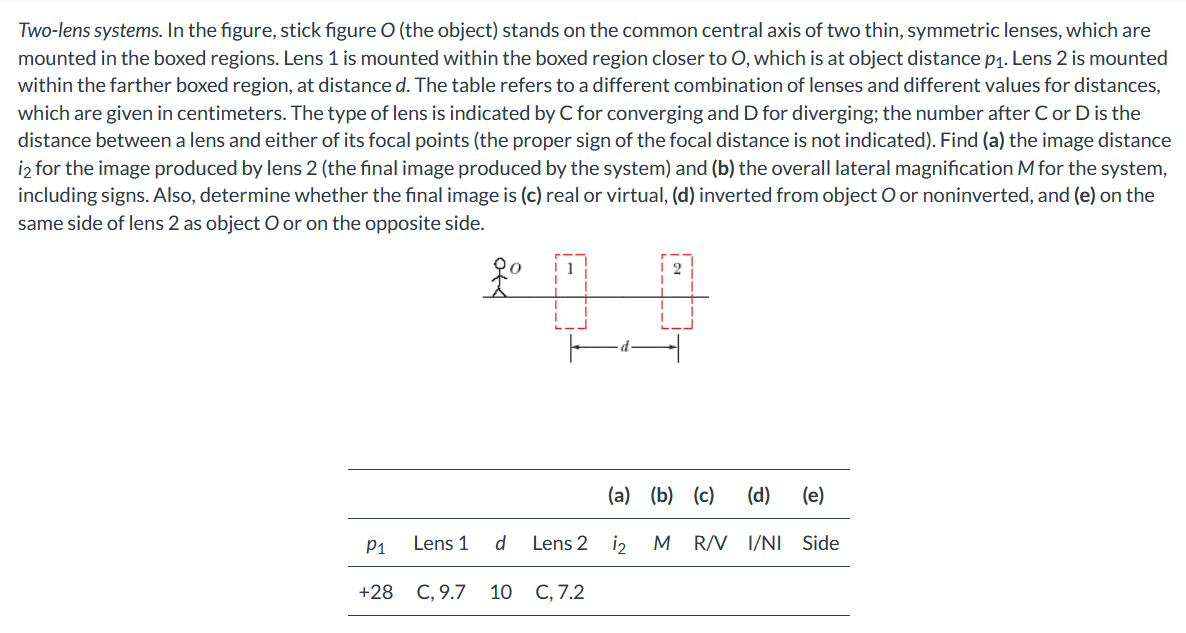 Two-lens systems. In the figure, stick figure O (the object) stands on the common central axis of two thin, symmetric lenses, which are
mounted in the boxed regions. Lens 1 is mounted within the boxed region closer to O, which is at object distance p₁. Lens 2 is mounted
within the farther boxed region, at distance d. The table refers to a different combination of lenses and different values for distances,
which are given in centimeters. The type of lens is indicated by C for converging and D for diverging; the number after C or D is the
distance between a lens and either of its focal points (the proper sign of the focal distance is not indicated). Find (a) the image distance
i₂ for the image produced by lens 2 (the final image produced by the system) and (b) the overall lateral magnification M for the system,
including signs. Also, determine whether the final image is (c) real or virtual, (d) inverted from object O or noninverted, and (e) on the
same side of lens 2 as object O or on the opposite side.
O 1 2
d
(a) (b) (c) (d) (e)
p₁ Lens 1 d Lens 2 i₂ M R/V I/NI Side
+28 C, 9.7 10 C, 7.2